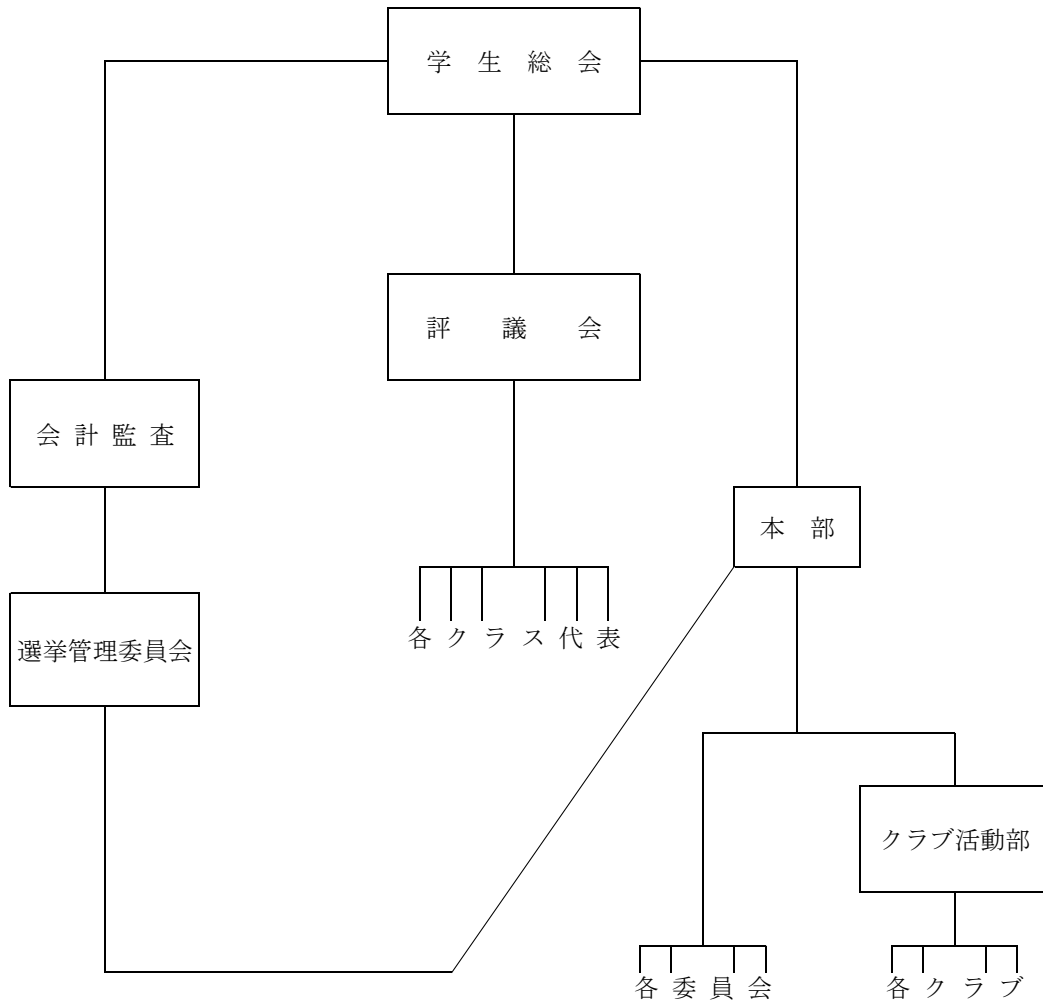 学生総会
評議会
会計監査
本部
各クラス代表
選挙管理委員会
クラブ活動部
各委員会
各クラブ